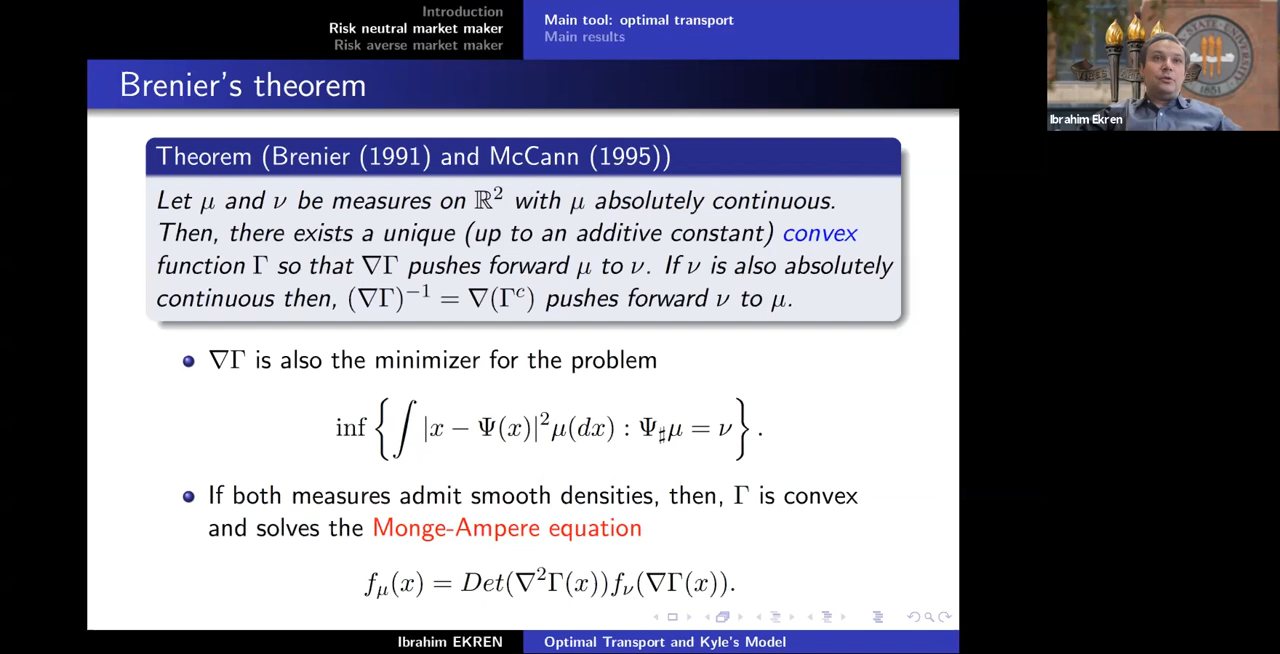 Introduction
Risk neutral market maker
Risk averse market maker
Main tool: optimal transport
Main results
Brenier's theorem
Theorem (Brenier (1991) and McCann (1995))
Let μ and ν be measures on ℝ² with μ absolutely continuous.
Then, there exists a unique (up to an additive constant) convex
function Γ so that ∇Γ pushes forward μ to ν. If ν is also absolutely
continuous then, (∇Γ)⁻¹ = ∇(Γᶜ) pushes forward ν to μ.
∇Γ is also the minimizer for the problem
inf { ∫ |x − Ψ(x)|² μ(dx) : Ψ♯μ = ν } .
If both measures admit smooth densities, then, Γ is convex
and solves the Monge-Ampere equation
f_μ(x) = Det(∇²Γ(x)) f_ν(∇Γ(x)).
Ibrahim EKREN
Optimal Transport and Kyle's Model
Ibrahim Ekren